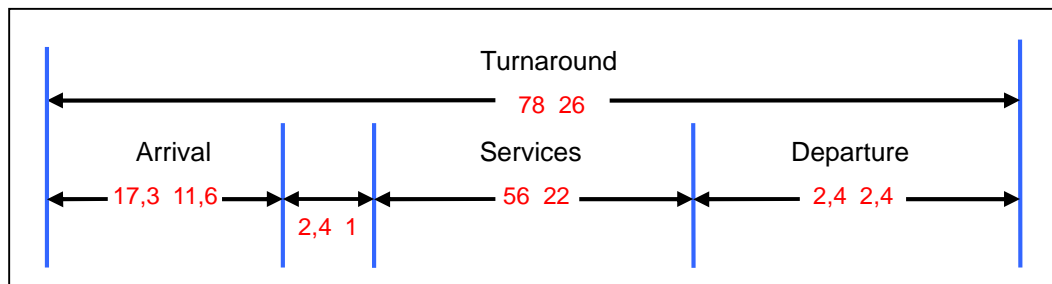 Turnaround
78 26
Arrival Services Departure
17,3 11,6 56 22 2,4 2,4
2,4 1